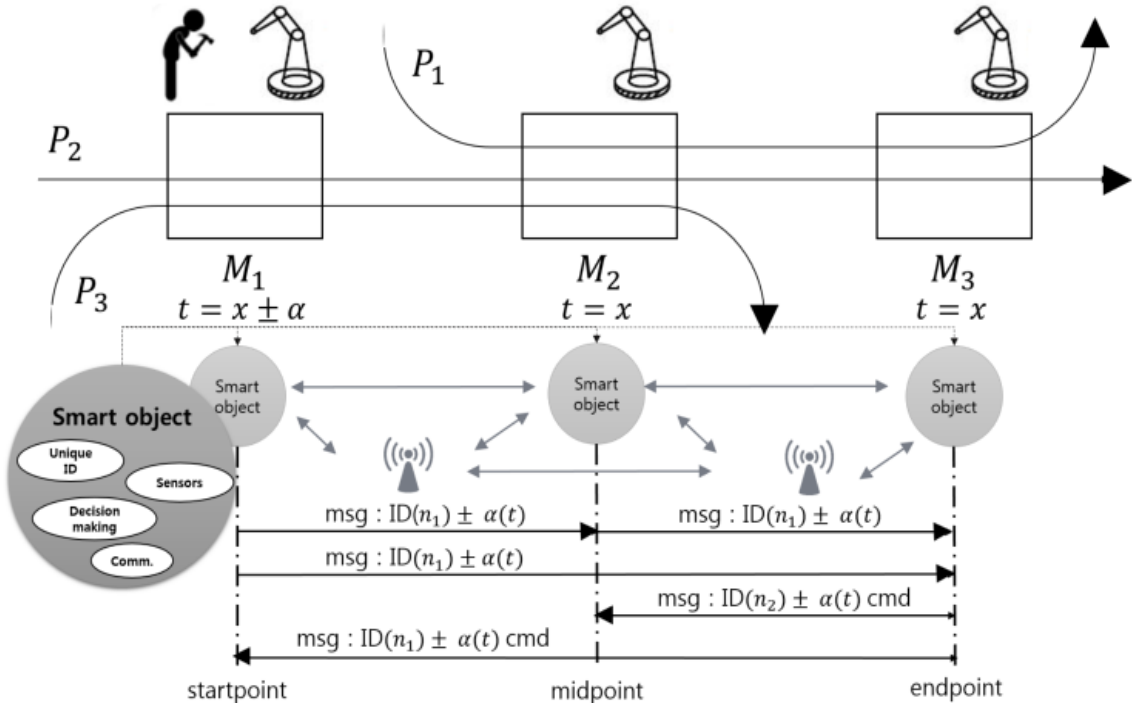 P₁
P₂
P₃
M₁
M₂
M₃
t = x ± α
t = x
t = x
Smart object
Unique
ID
Sensors
Decision
making
Comm.
Smart
object
Smart
object
Smart
object
msg : ID(n₁) ± α(t)
msg : ID(n₁) ± α(t)
msg : ID(n₁) ± α(t)
msg : ID(n₂) ± α(t) cmd
msg : ID(n₁) ± α(t) cmd
startpoint
midpoint
endpoint